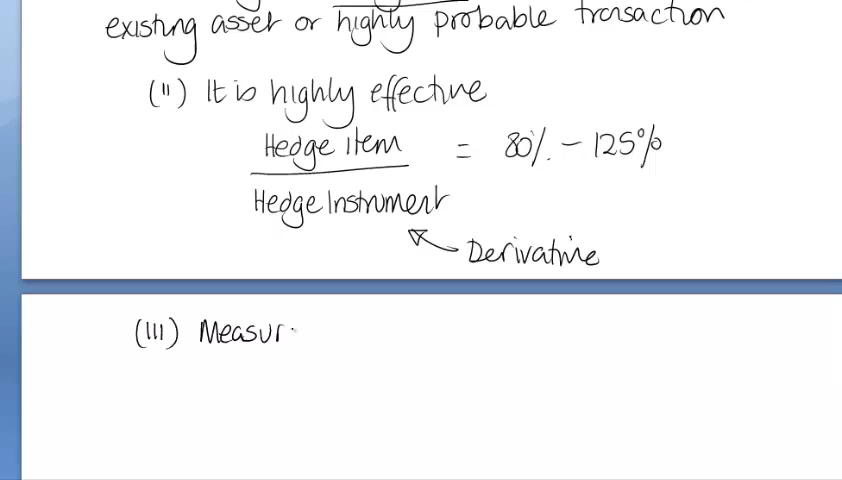 existing asset or highly probable transaction
(II) It is highly effective
Hedge item = 80% - 125%
Hedge Instrument
Derivative
(III) Measur